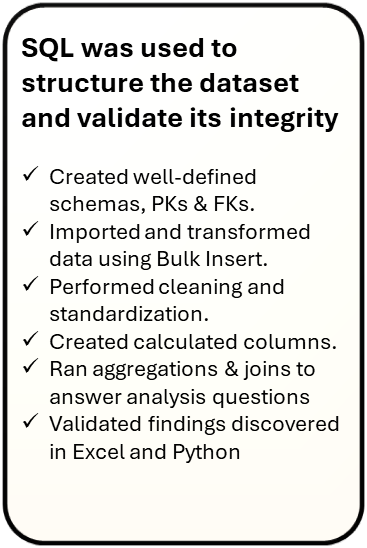 SQL was used to
structure the dataset
and validate its integrity
✓ Created well-defined
schemas, PKs & FKs.
✓ Imported and transformed
data using Bulk Insert.
✓ Performed cleaning and
standardization.
✓ Created calculated columns.
✓ Ran aggregations & joins to
answer analysis questions
✓ Validated findings discovered
in Excel and Python